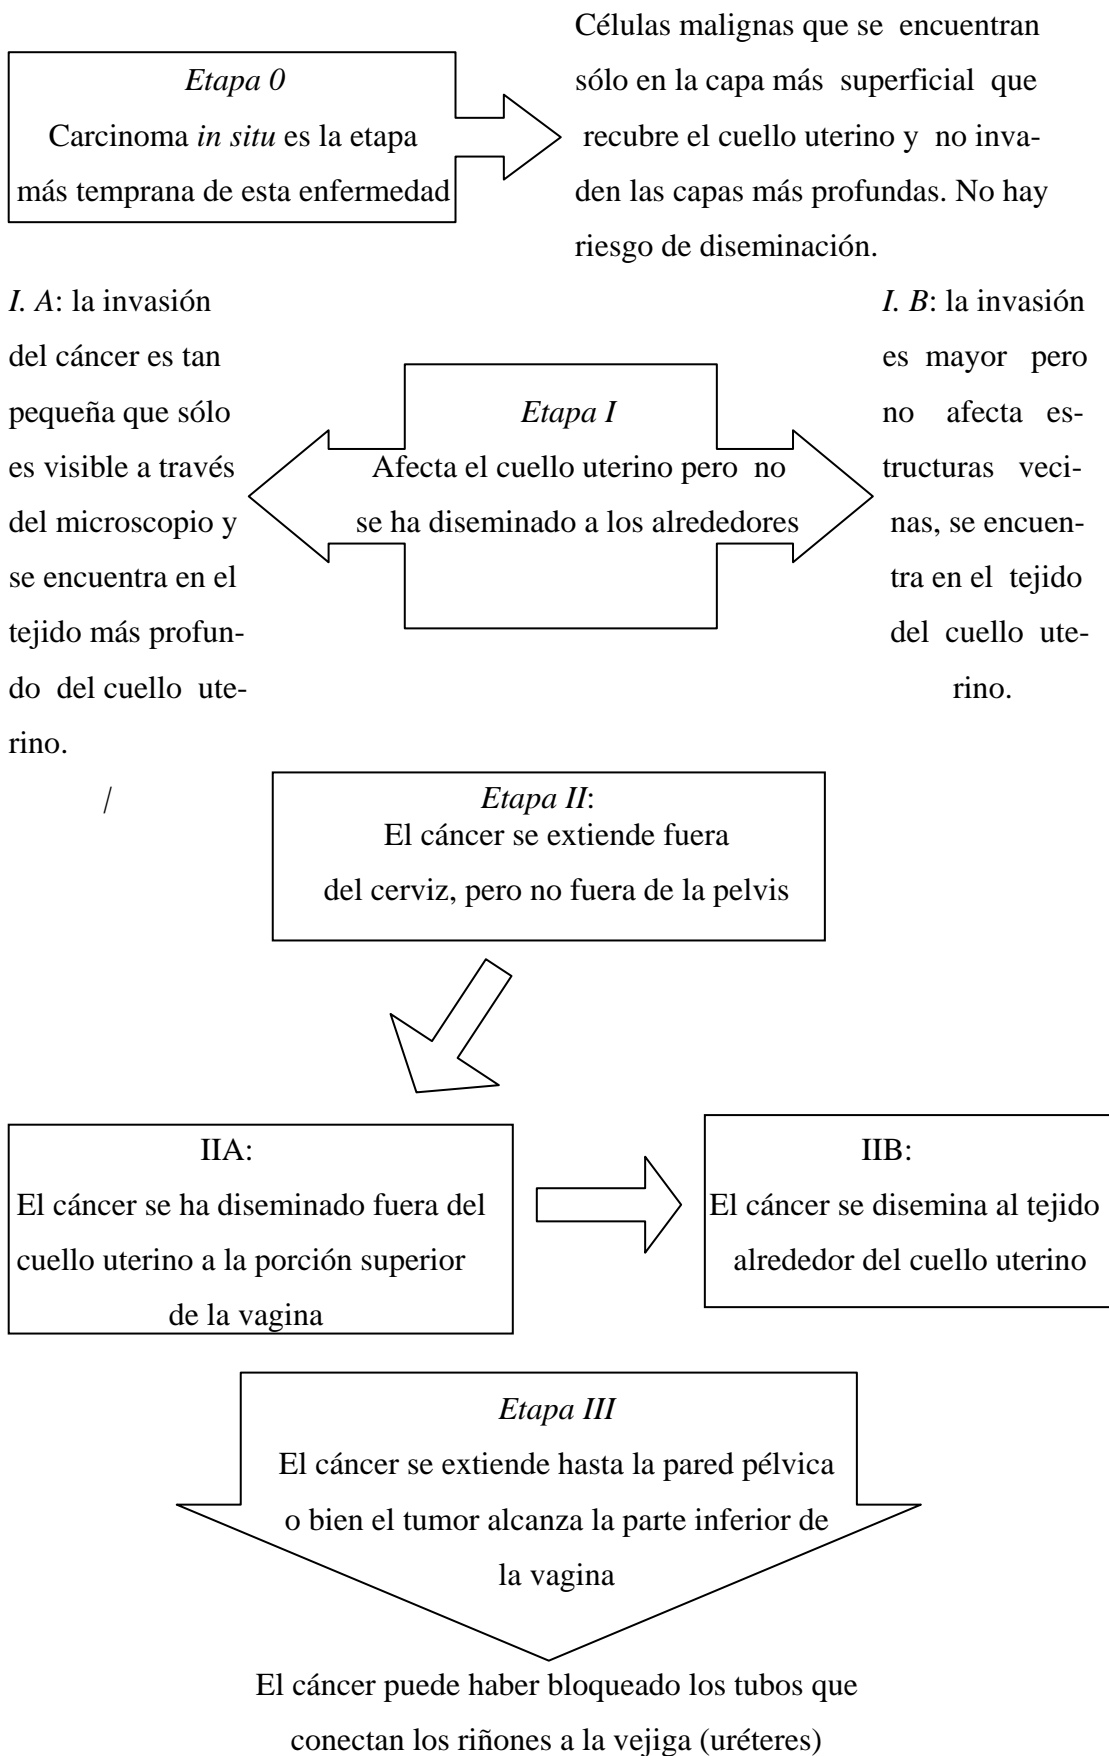 Etapa 0
Carcinoma in situ es la etapa
más temprana de esta enfermedad
Células malignas que se encuentran
sólo en la capa más superficial que
recubre el cuello uterino y no inva-
den las capas más profundas. No hay
riesgo de diseminación.
I. A: la invasión
del cáncer es tan
pequeña que sólo
es visible a través
del microscopio y
se encuentra en el
tejido más profun-
do del cuello ute-
rino.
/
Etapa I
Afecta el cuello uterino pero no
se ha diseminado a los alrededores
I. B: la invasión
es mayor pero
no afecta es-
tructuras veci-
nas, se encuen-
tra en el tejido
del cuello ute-
rino.
Etapa II:
El cáncer se extiende fuera
del cerviz, pero no fuera de la pelvis
IIA:
El cáncer se ha diseminado fuera del
cuello uterino a la porción superior
de la vagina
IIB:
El cáncer se disemina al tejido
alrededor del cuello uterino
Etapa III
El cáncer se extiende hasta la pared pélvica
o bien el tumor alcanza la parte inferior de
la vagina
El cáncer puede haber bloqueado los tubos que
conectan los riñones a la vejiga (uréteres)